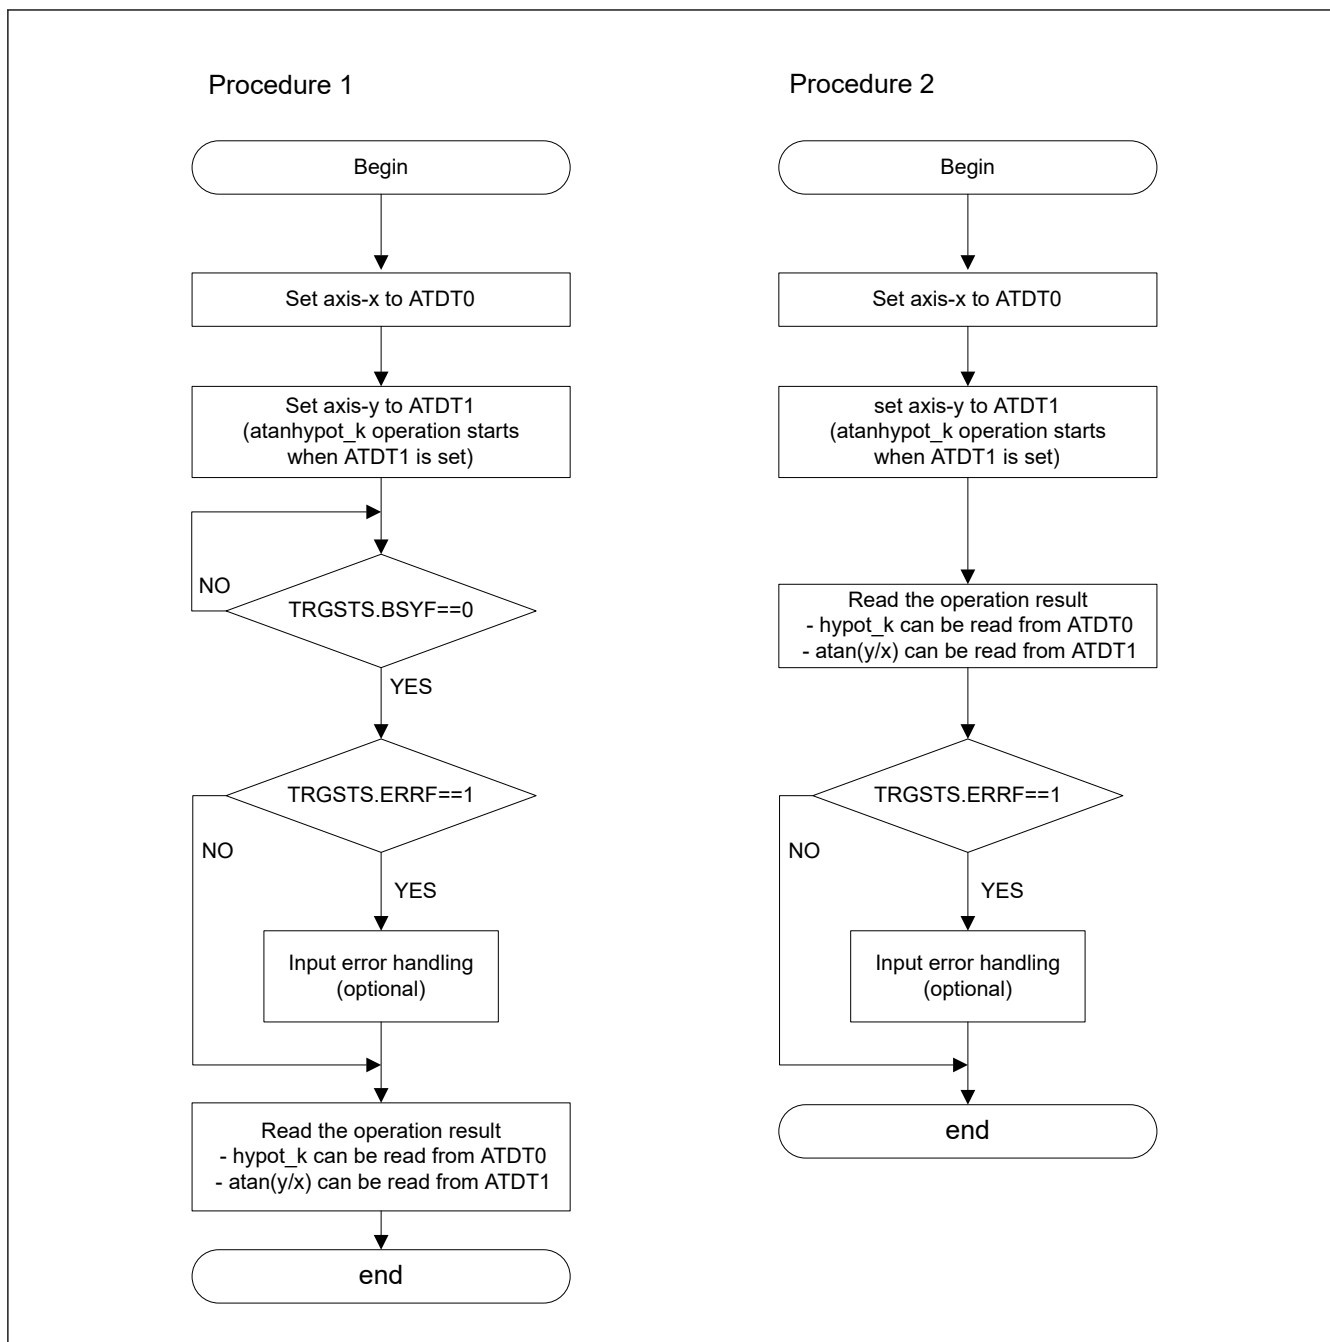 Procedure 1
Begin
Set axis-x to ATDT0
Set axis-y to ATDT1
(atanhypot_k operation starts
when ATDT1 is set)
NO
TRGSTS.BSYF==0
YES
TRGSTS.ERRF==1
NO
YES
Input error handling
(optional)
Read the operation result
- hypot_k can be read from ATDT0
- atan(y/x) can be read from ATDT1
end
Procedure 2
Begin
Set axis-x to ATDT0
set axis-y to ATDT1
(atanhypot_k operation starts
when ATDT1 is set)
Read the operation result
- hypot_k can be read from ATDT0
- atan(y/x) can be read from ATDT1
TRGSTS.ERRF==1
NO
YES
Input error handling
(optional)
end